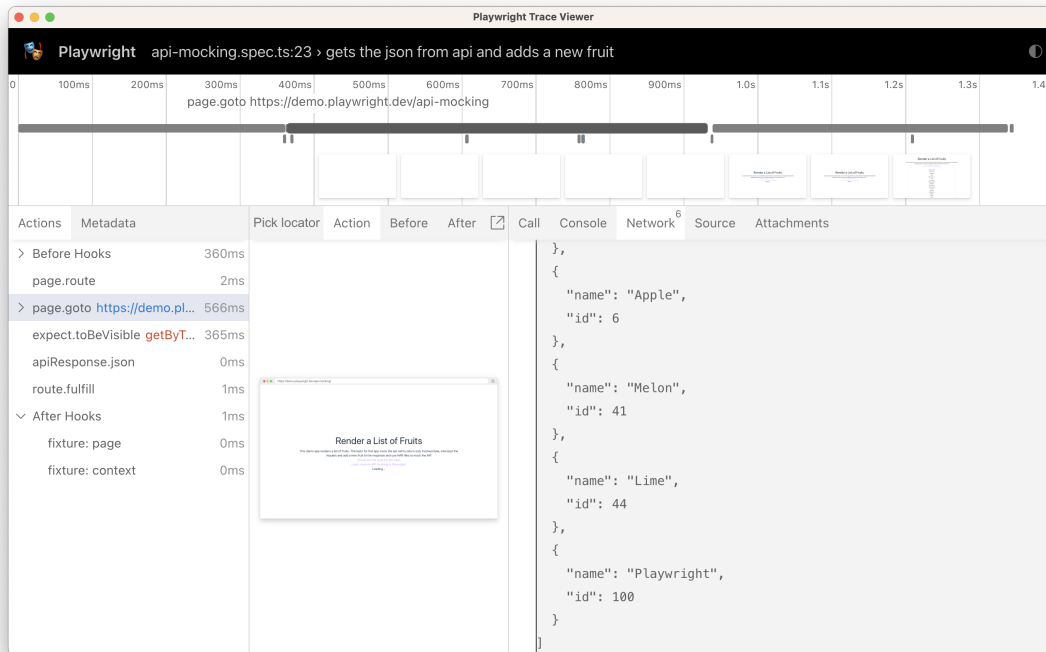 Playwright Trace Viewer
Playwright api-mocking.spec.ts:23 › gets the json from api and adds a new fruit
0 100ms 200ms 300ms 400ms 500ms 600ms 700ms 800ms 900ms 1.0s 1.1s 1.2s 1.3s 1.4
page.goto https://demo.playwright.dev/api-mocking
Actions Metadata
Before Hooks 360ms
page.route 2ms
page.goto https://demo.pl... 566ms
expect.toBeVisible getByT... 365ms
apiResponse.json 0ms
route.fulfill 1ms
After Hooks 1ms
fixture: page 0ms
fixture: context 0ms
Pick locator Action Before After
Render a List of Fruits
Call Console Network 6 Source Attachments
},
{
"name": "Apple",
"id": 6
},
{
"name": "Melon",
"id": 41
},
{
"name": "Lime",
"id": 44
},
{
"name": "Playwright",
"id": 100
}
]